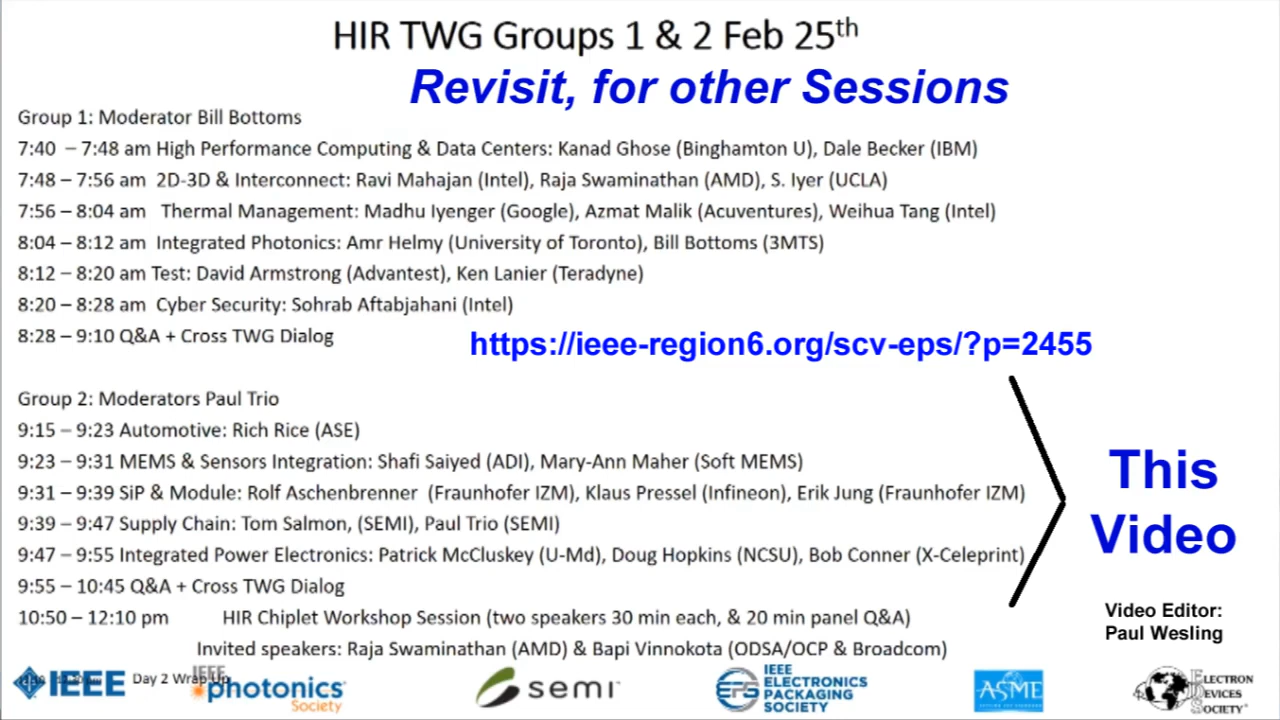 HIR TWG Groups 1 & 2 Feb 25th
Revisit, for other Sessions
Group 1: Moderator Bill Bottoms
7:40 – 7:48 am High Performance Computing & Data Centers: Kanad Ghose (Binghamton U), Dale Becker (IBM)
7:48 – 7:56 am 2D-3D & Interconnect: Ravi Mahajan (Intel), Raja Swaminathan (AMD), S. Iyer (UCLA)
7:56 – 8:04 am Thermal Management: Madhu Iyenger (Google), Azmat Malik (Acuventures), Weihua Tang (Intel)
8:04 – 8:12 am Integrated Photonics: Amr Helmy (University of Toronto), Bill Bottoms (3MTS)
8:12 – 8:20 am Test: David Armstrong (Advantest), Ken Lanier (Teradyne)
8:20 – 8:28 am Cyber Security: Sohrab Aftabjahani (Intel)
8:28 – 9:10 Q&A + Cross TWG Dialog
https://ieee-region6.org/scv-eps/?p=2455
Group 2: Moderators Paul Trio
9:15 – 9:23 Automotive: Rich Rice (ASE)
9:23 – 9:31 MEMS & Sensors Integration: Shafi Saiyed (ADI), Mary-Ann Maher (Soft MEMS)
9:31 – 9:39 SiP & Module: Rolf Aschenbrenner (Fraunhofer IZM), Klaus Pressel (Infineon), Erik Jung (Fraunhofer IZM)
9:39 – 9:47 Supply Chain: Tom Salmon, (SEMI), Paul Trio (SEMI)
9:47 – 9:55 Integrated Power Electronics: Patrick McCluskey (U-Md), Doug Hopkins (NCSU), Bob Conner (X-Celeprint)
9:55 – 10:45 Q&A + Cross TWG Dialog
10:50 – 12:10 pm HIR Chiplet Workshop Session (two speakers 30 min each, & 20 min panel Q&A)
Invited speakers: Raja Swaminathan (AMD) & Bapi Vinnokota (ODSA/OCP & Broadcom)
This
Video
Video Editor:
Paul Wesling
IEEE
Day 2 Wrap Up
IEEE
photonics
Society
semi
EPS
IEEE
ELECTRONICS
PACKAGING
SOCIETY
ASME
ELECTRON
DEVICES
SOCIETY